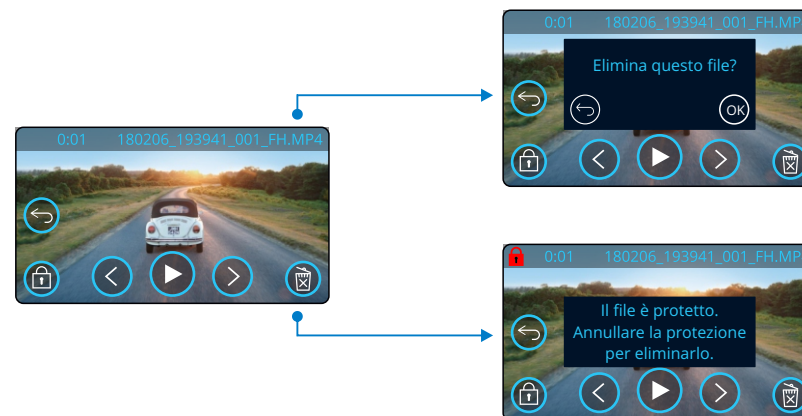 0:01 180206_193941_001_FH.MP
Elimina questo file?
OK
0:01 180206_193941_001_FH.MP4
0:01 180206_193941_001_FH.MP
Il file è protetto.
Annullare la protezione
per eliminarlo.